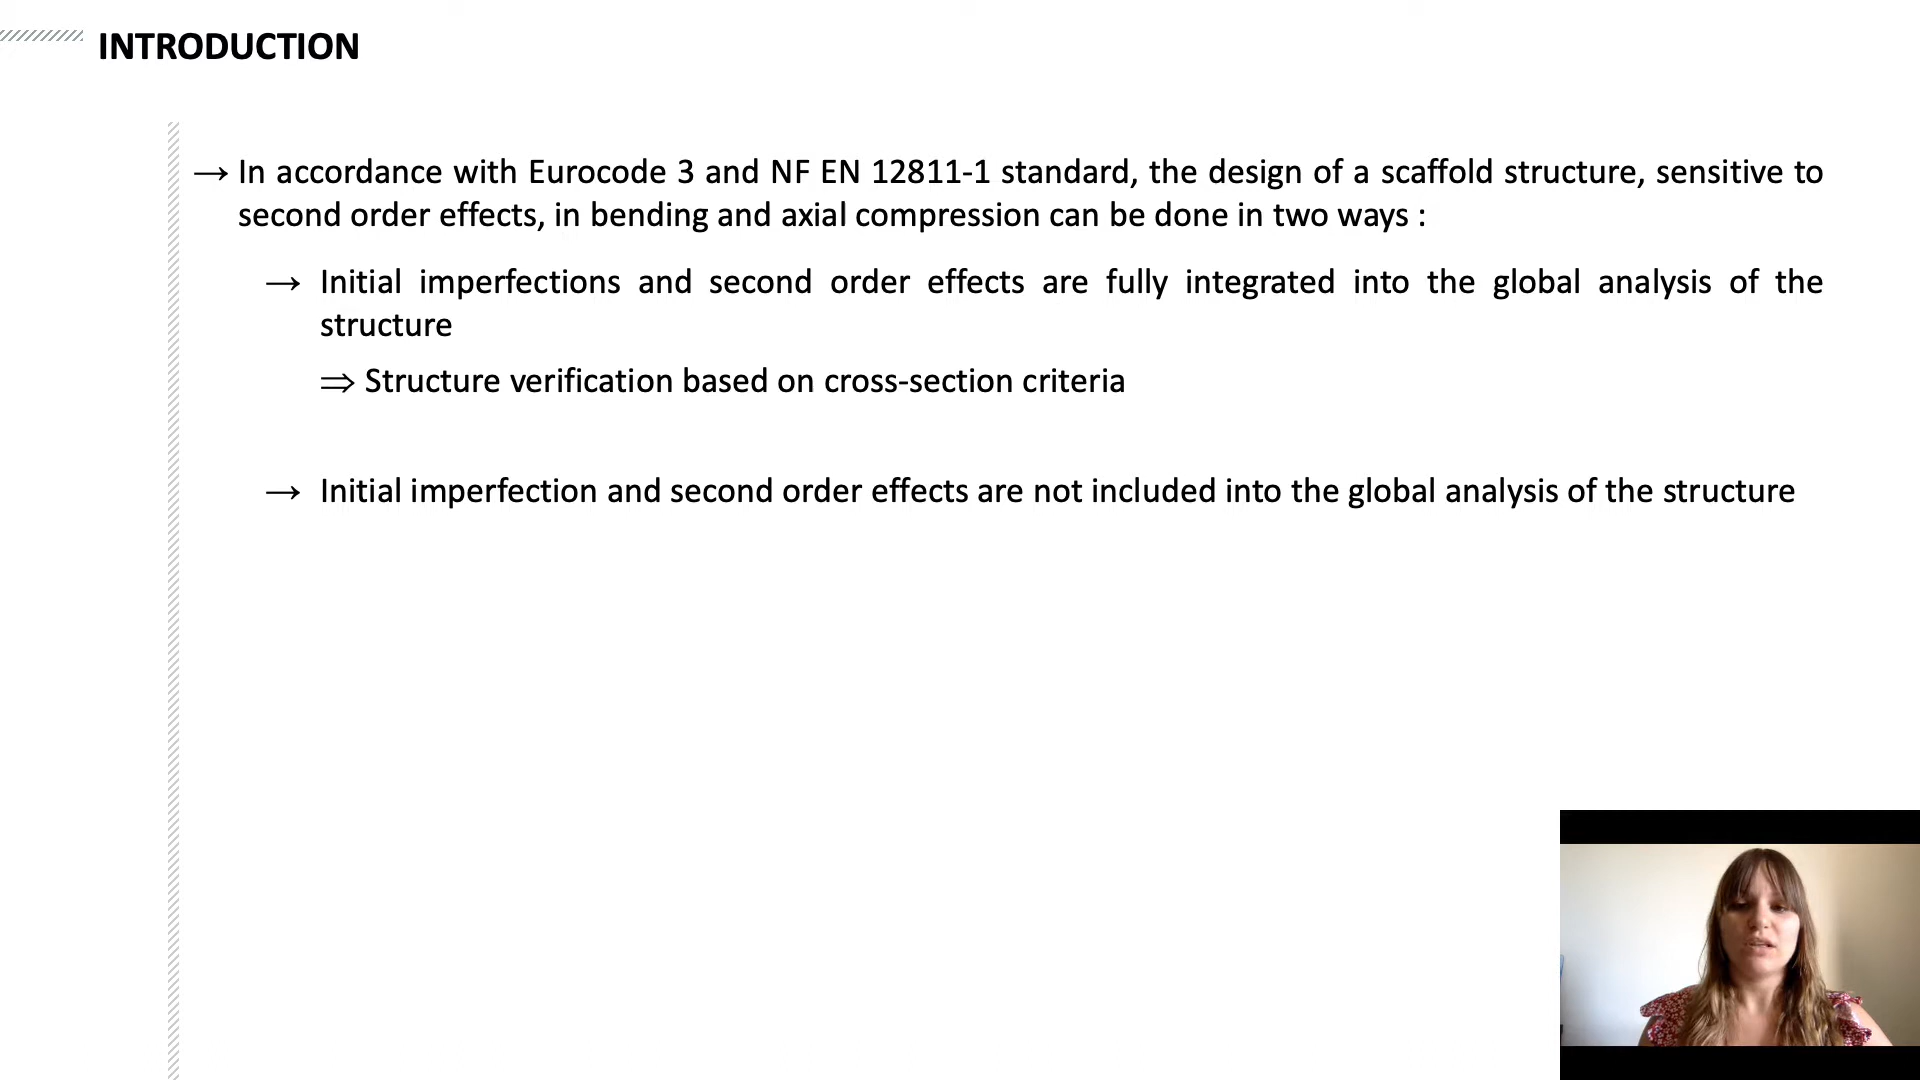 INTRODUCTION
→ In accordance with Eurocode 3 and NF EN 12811-1 standard, the design of a scaffold structure, sensitive to
second order effects, in bending and axial compression can be done in two ways :
→ Initial imperfections and second order effects are fully integrated into the global analysis of the
structure
⇒ Structure verification based on cross-section criteria
→ Initial imperfection and second order effects are not included into the global analysis of the structure